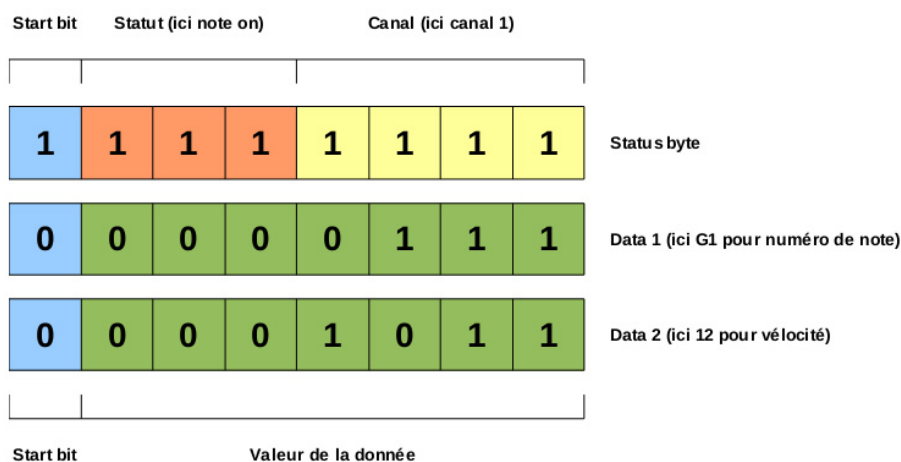 Start bit Statut (ici note on) Canal (ici canal 1)
1 1 1 1 1 1 1 1 Status byte
0 0 0 0 0 1 1 1 Data 1 (ici G1 pour numéro de note)
0 0 0 0 1 0 1 1 Data 2 (ici 12 pour vélocité)
Start bit Valeur de la donnée